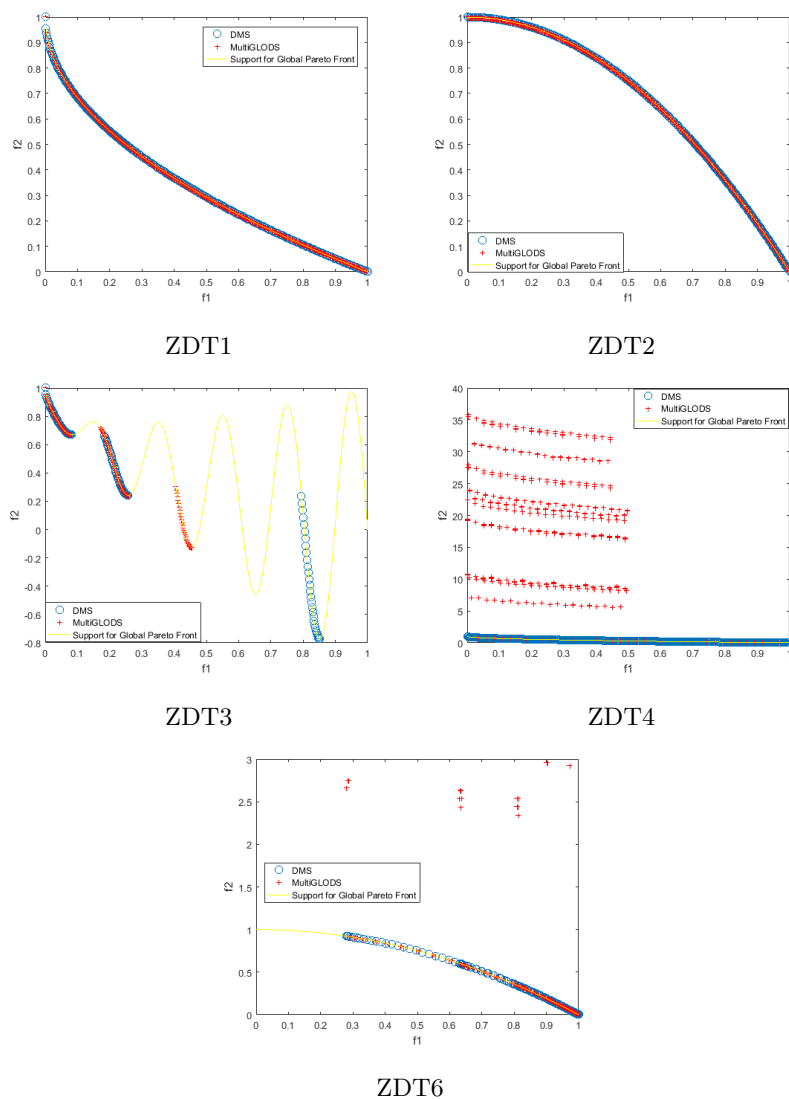 1
0.9
0.8
0.7
0.6
0.5
0.4
0.3
0.2
0.1
0
f2
DMS
MultiGLODS
Support for Global Pareto Front
0 0.1 0.2 0.3 0.4 0.5 0.6 0.7 0.8 0.9 1
f1
ZDT1
1
0.9
0.8
0.7
0.6
0.5
0.4
0.3
0.2
0.1
0
f2
DMS
MultiGLODS
Support for Global Pareto Front
0 0.1 0.2 0.3 0.4 0.5 0.6 0.7 0.8 0.9 1
f1
ZDT2
1
0.8
0.6
0.4
0.2
0
-0.2
-0.4
-0.6
-0.8
f2
DMS
MultiGLODS
Support for Global Pareto Front
0 0.1 0.2 0.3 0.4 0.5 0.6 0.7 0.8 0.9 1
f1
ZDT3
40
35
30
25
20
15
10
5
0
f2
DMS
MultiGLODS
Support for Global Pareto Front
0 0.1 0.2 0.3 0.4 0.5 0.6 0.7 0.8 0.9 1
f1
ZDT4
3
2.5
2
1.5
1
0.5
0
f2
DMS
MultiGLODS
Support for Global Pareto Front
0 0.1 0.2 0.3 0.4 0.5 0.6 0.7 0.8 0.9 1
f1
ZDT6